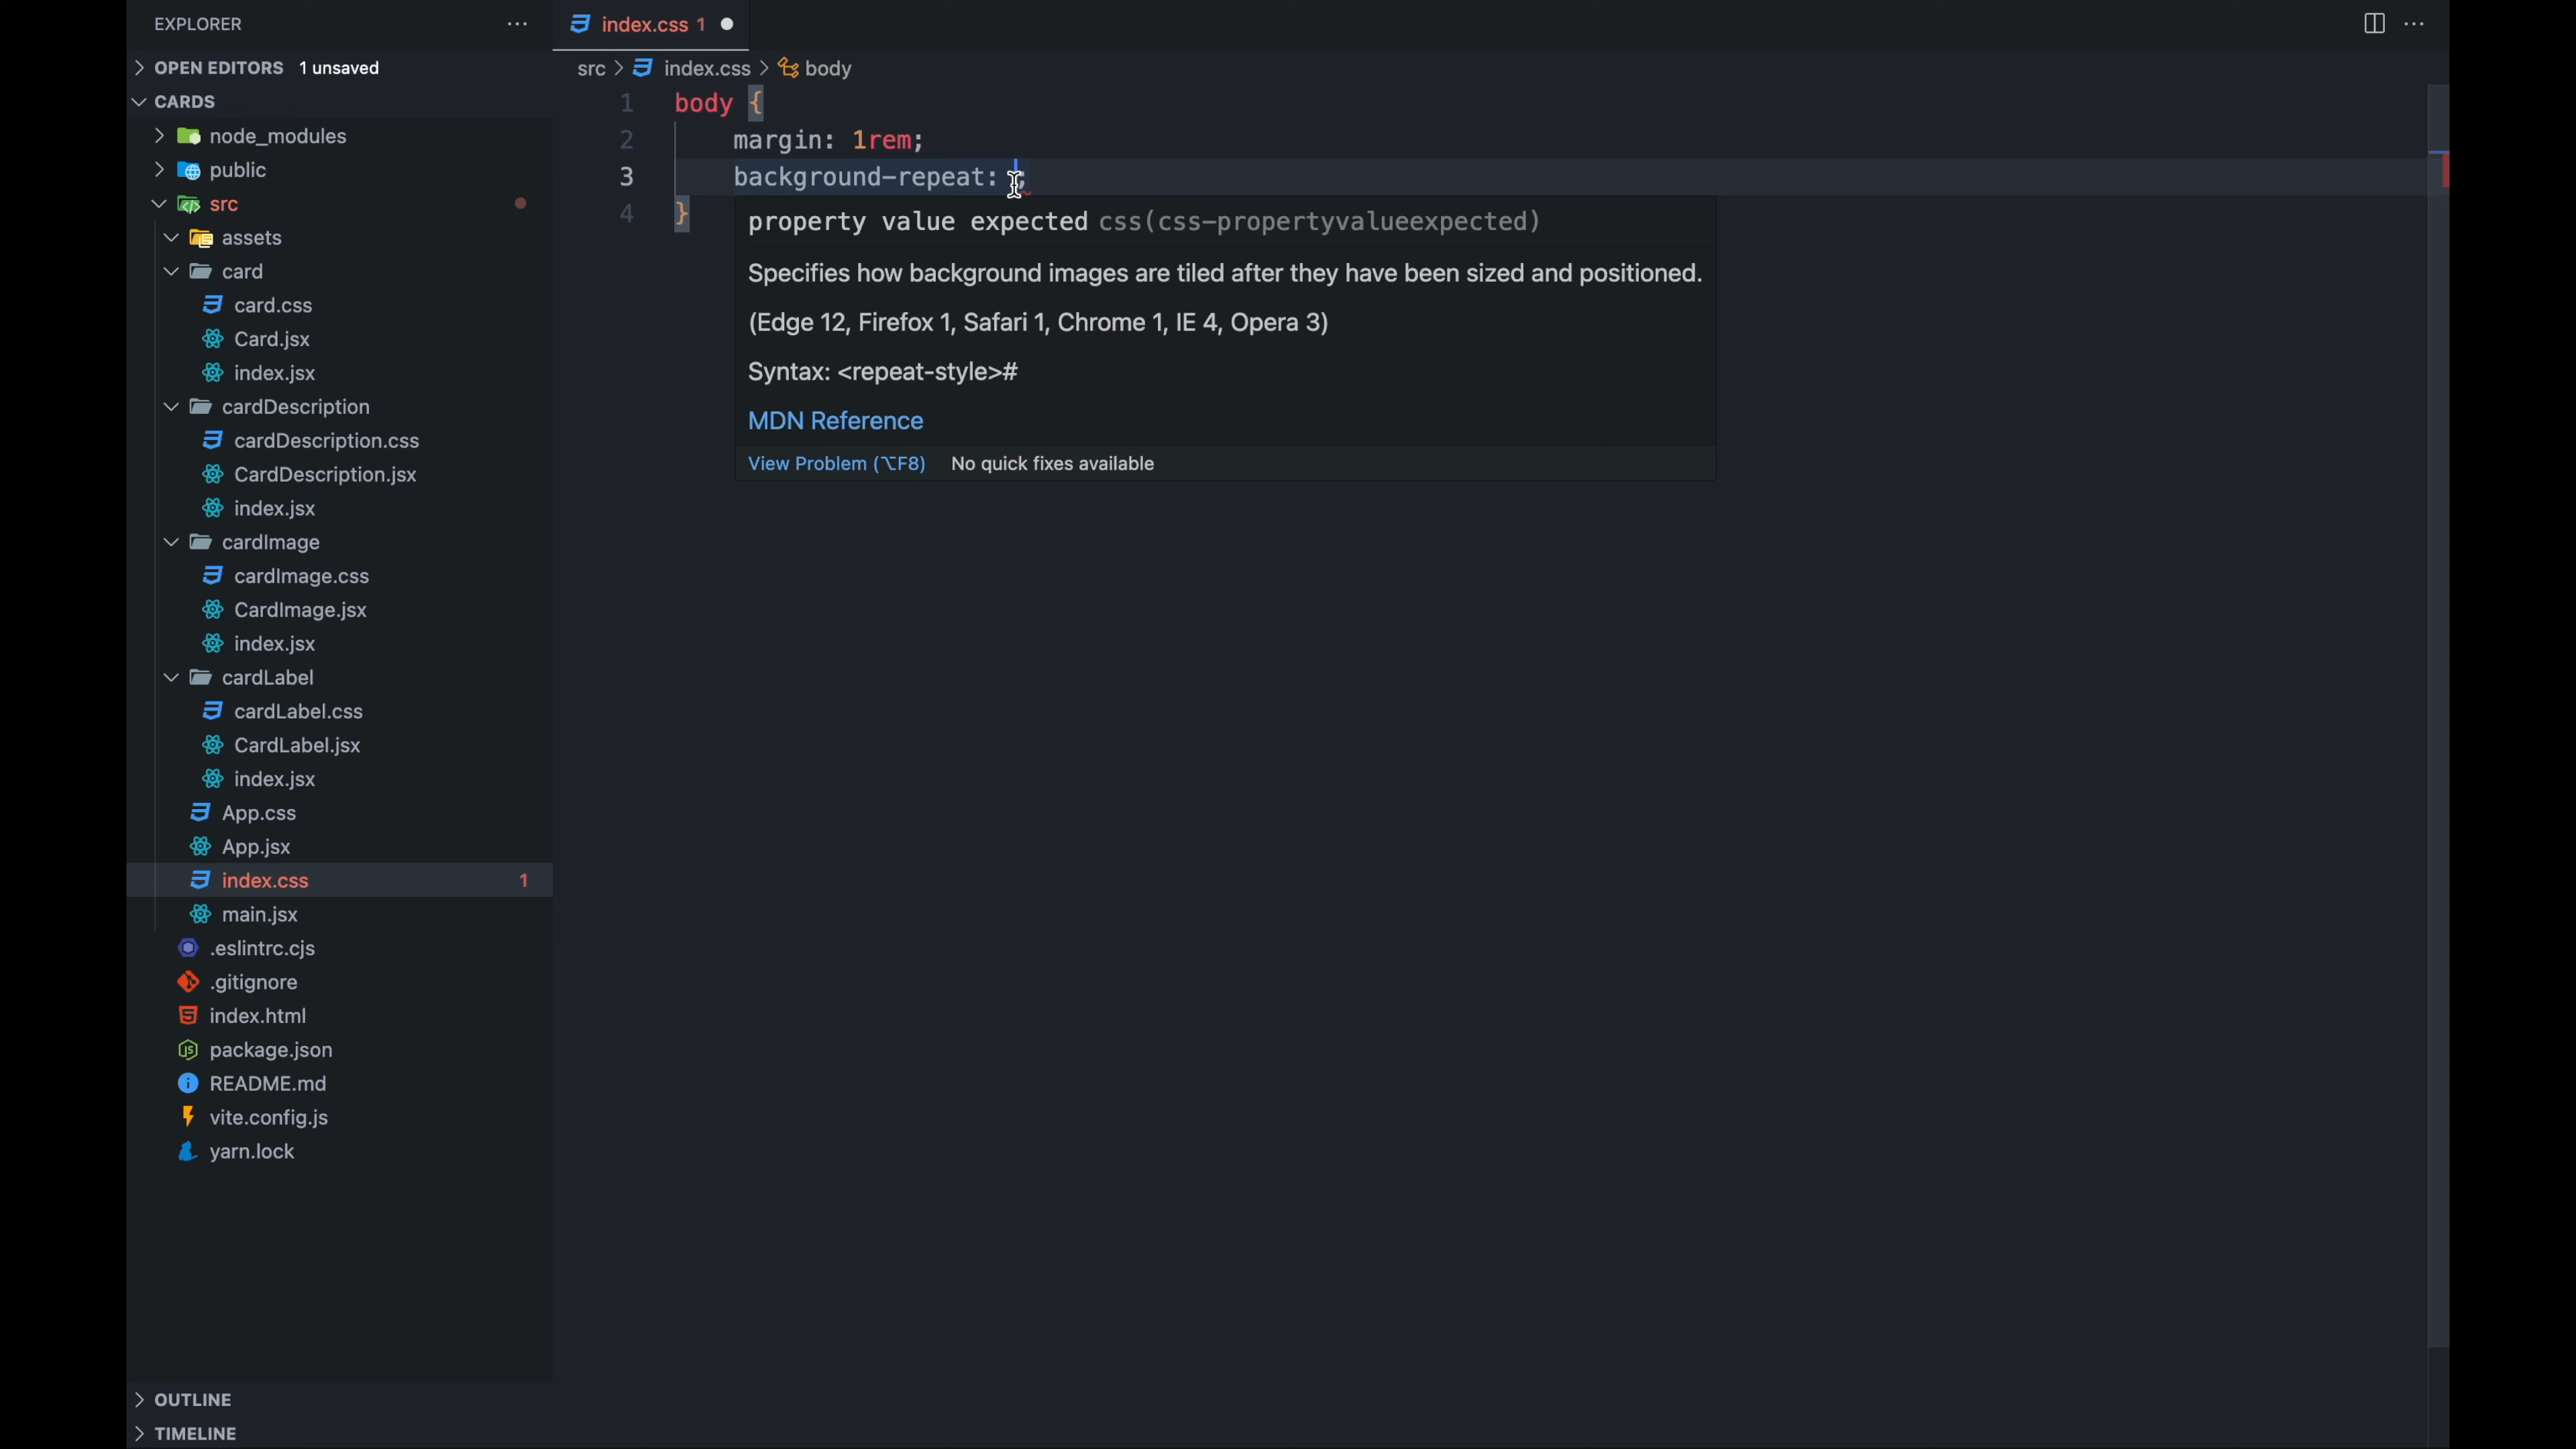 EXPLORER
OPEN EDITORS 1 unsaved
CARDS
node_modules
public
src
assets
card
card.css
Card.jsx
index.jsx
cardDescription
cardDescription.css
CardDescription.jsx
index.jsx
cardImage
cardImage.css
CardImage.jsx
index.jsx
cardLabel
cardLabel.css
CardLabel.jsx
index.jsx
App.css
App.jsx
index.css 1
main.jsx
.eslintrc.cjs
.gitignore
index.html
package.json
README.md
vite.config.js
yarn.lock
OUTLINE
TIMELINE
index.css 1
src > index.css > body
1 body {
2 margin: 1rem;
3 background-repeat: ;
4 }
property value expected css(css-propertyvalueexpected)
Specifies how background images are tiled after they have been sized and positioned.
(Edge 12, Firefox 1, Safari 1, Chrome 1, IE 4, Opera 3)
Syntax: <repeat-style>#
MDN Reference
View Problem (⌥F8) No quick fixes available